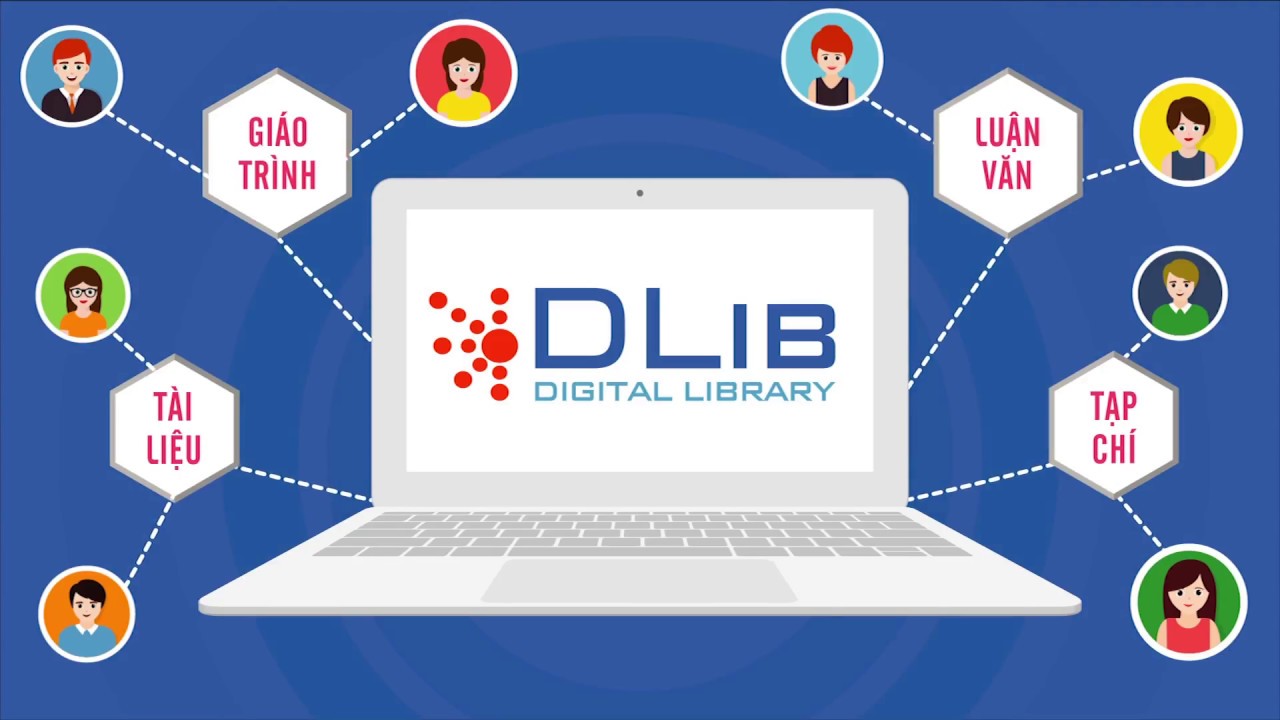 GIÁO
TRÌNH
LUẬN
VĂN
DLIB
DIGITAL LIBRARY
TÀI
LIỆU
TẠP
CHÍ